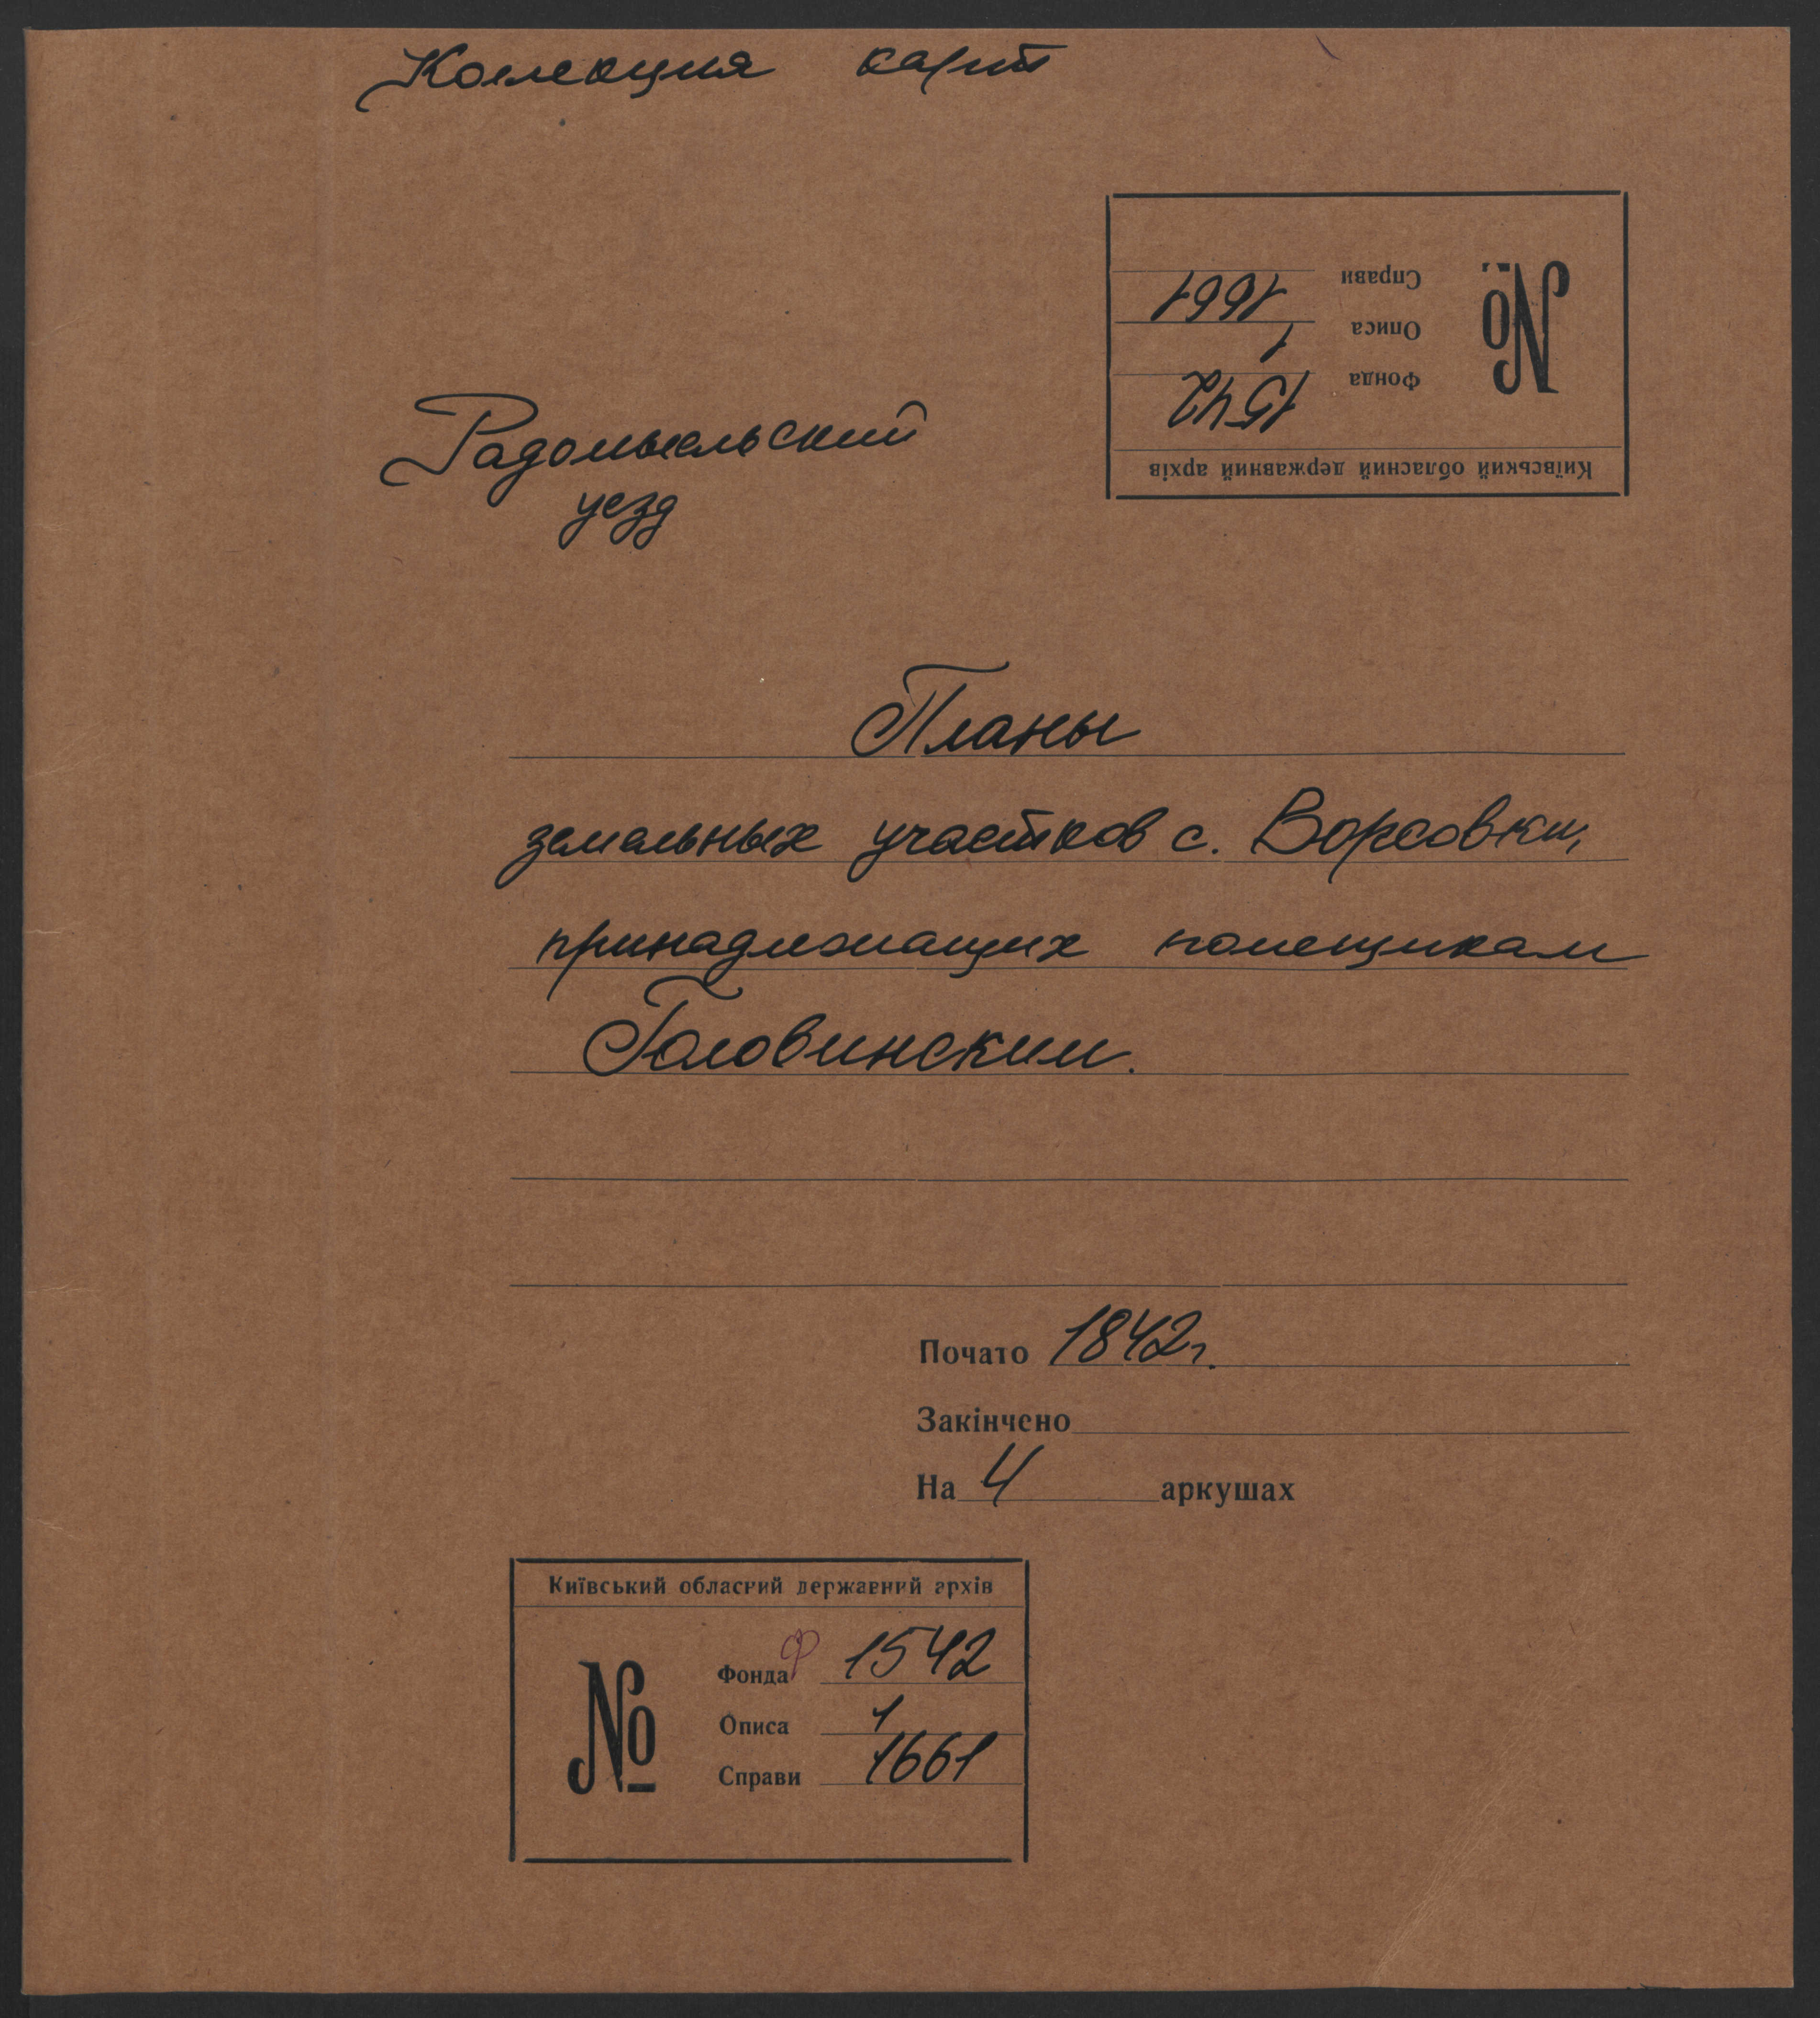 Коллекция карт
Київський обласний державний архів
№
Фонда 1542
Описа 1
Справи 1661
Радомысльский
уезд
Планы
земельных участков с. Ворсовки,
принадлежащих помещикам
Головинским.
Почато 1842г.
Закінчено
На 4 аркушах
Київський обласний державний архів
№
Фонда Ф 1542
Описа 1
Справи 1661